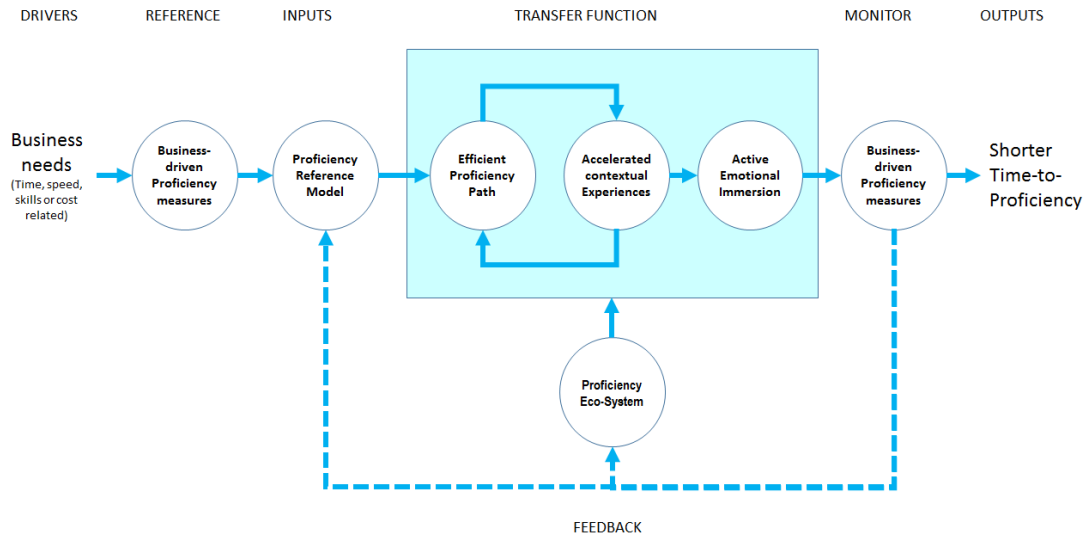 DRIVERS
REFERENCE
INPUTS
TRANSFER FUNCTION
MONITOR
OUTPUTS
Business
needs
(Time, speed,
skills or cost
related)
Business-
driven
Proficiency
measures
Proficiency
Reference
Model
Efficient
Proficiency
Path
Accelerated
contextual
Experiences
Active
Emotional
Immersion
Business-
driven
Proficiency
measures
Shorter
Time-to-
Proficiency
Proficiency
Eco-System
FEEDBACK